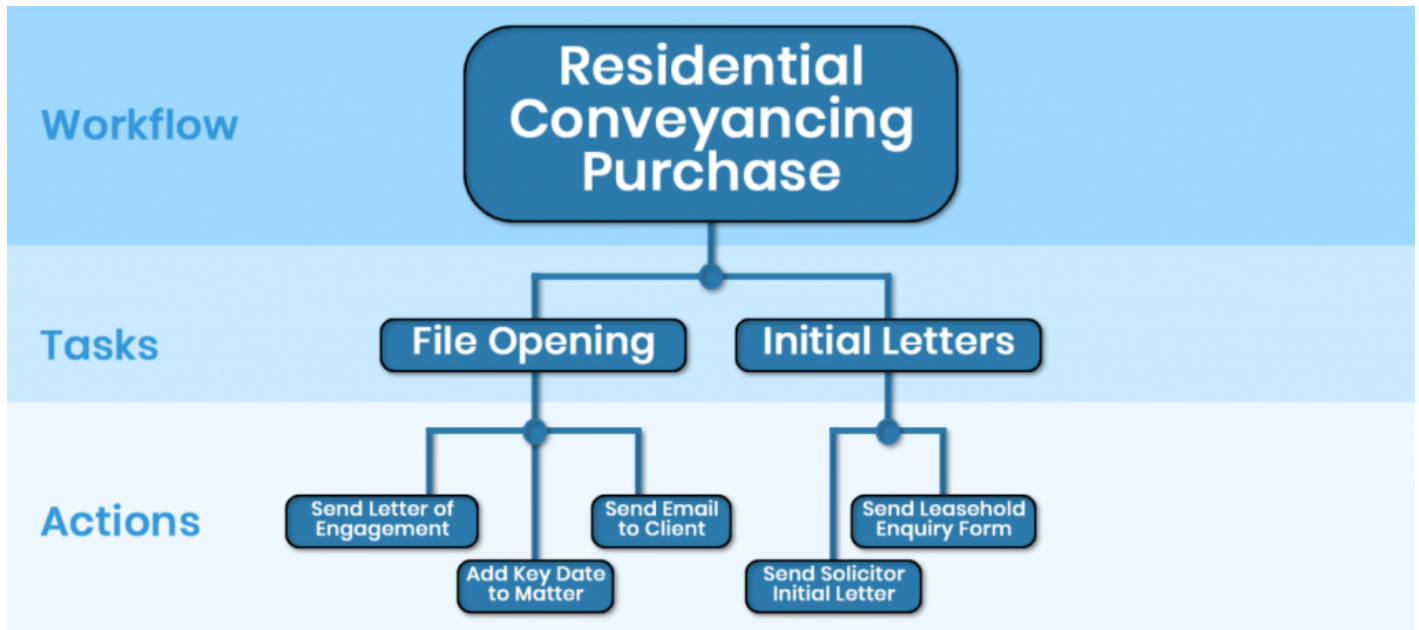 Workflow
Residential
Conveyancing
Purchase
Tasks
File Opening
Initial Letters
Actions
Send Letter of
Engagement
Add Key Date
to Matter
Send Email
to Client
Send Solicitor
Initial Letter
Send Leasehold
Enquiry Form